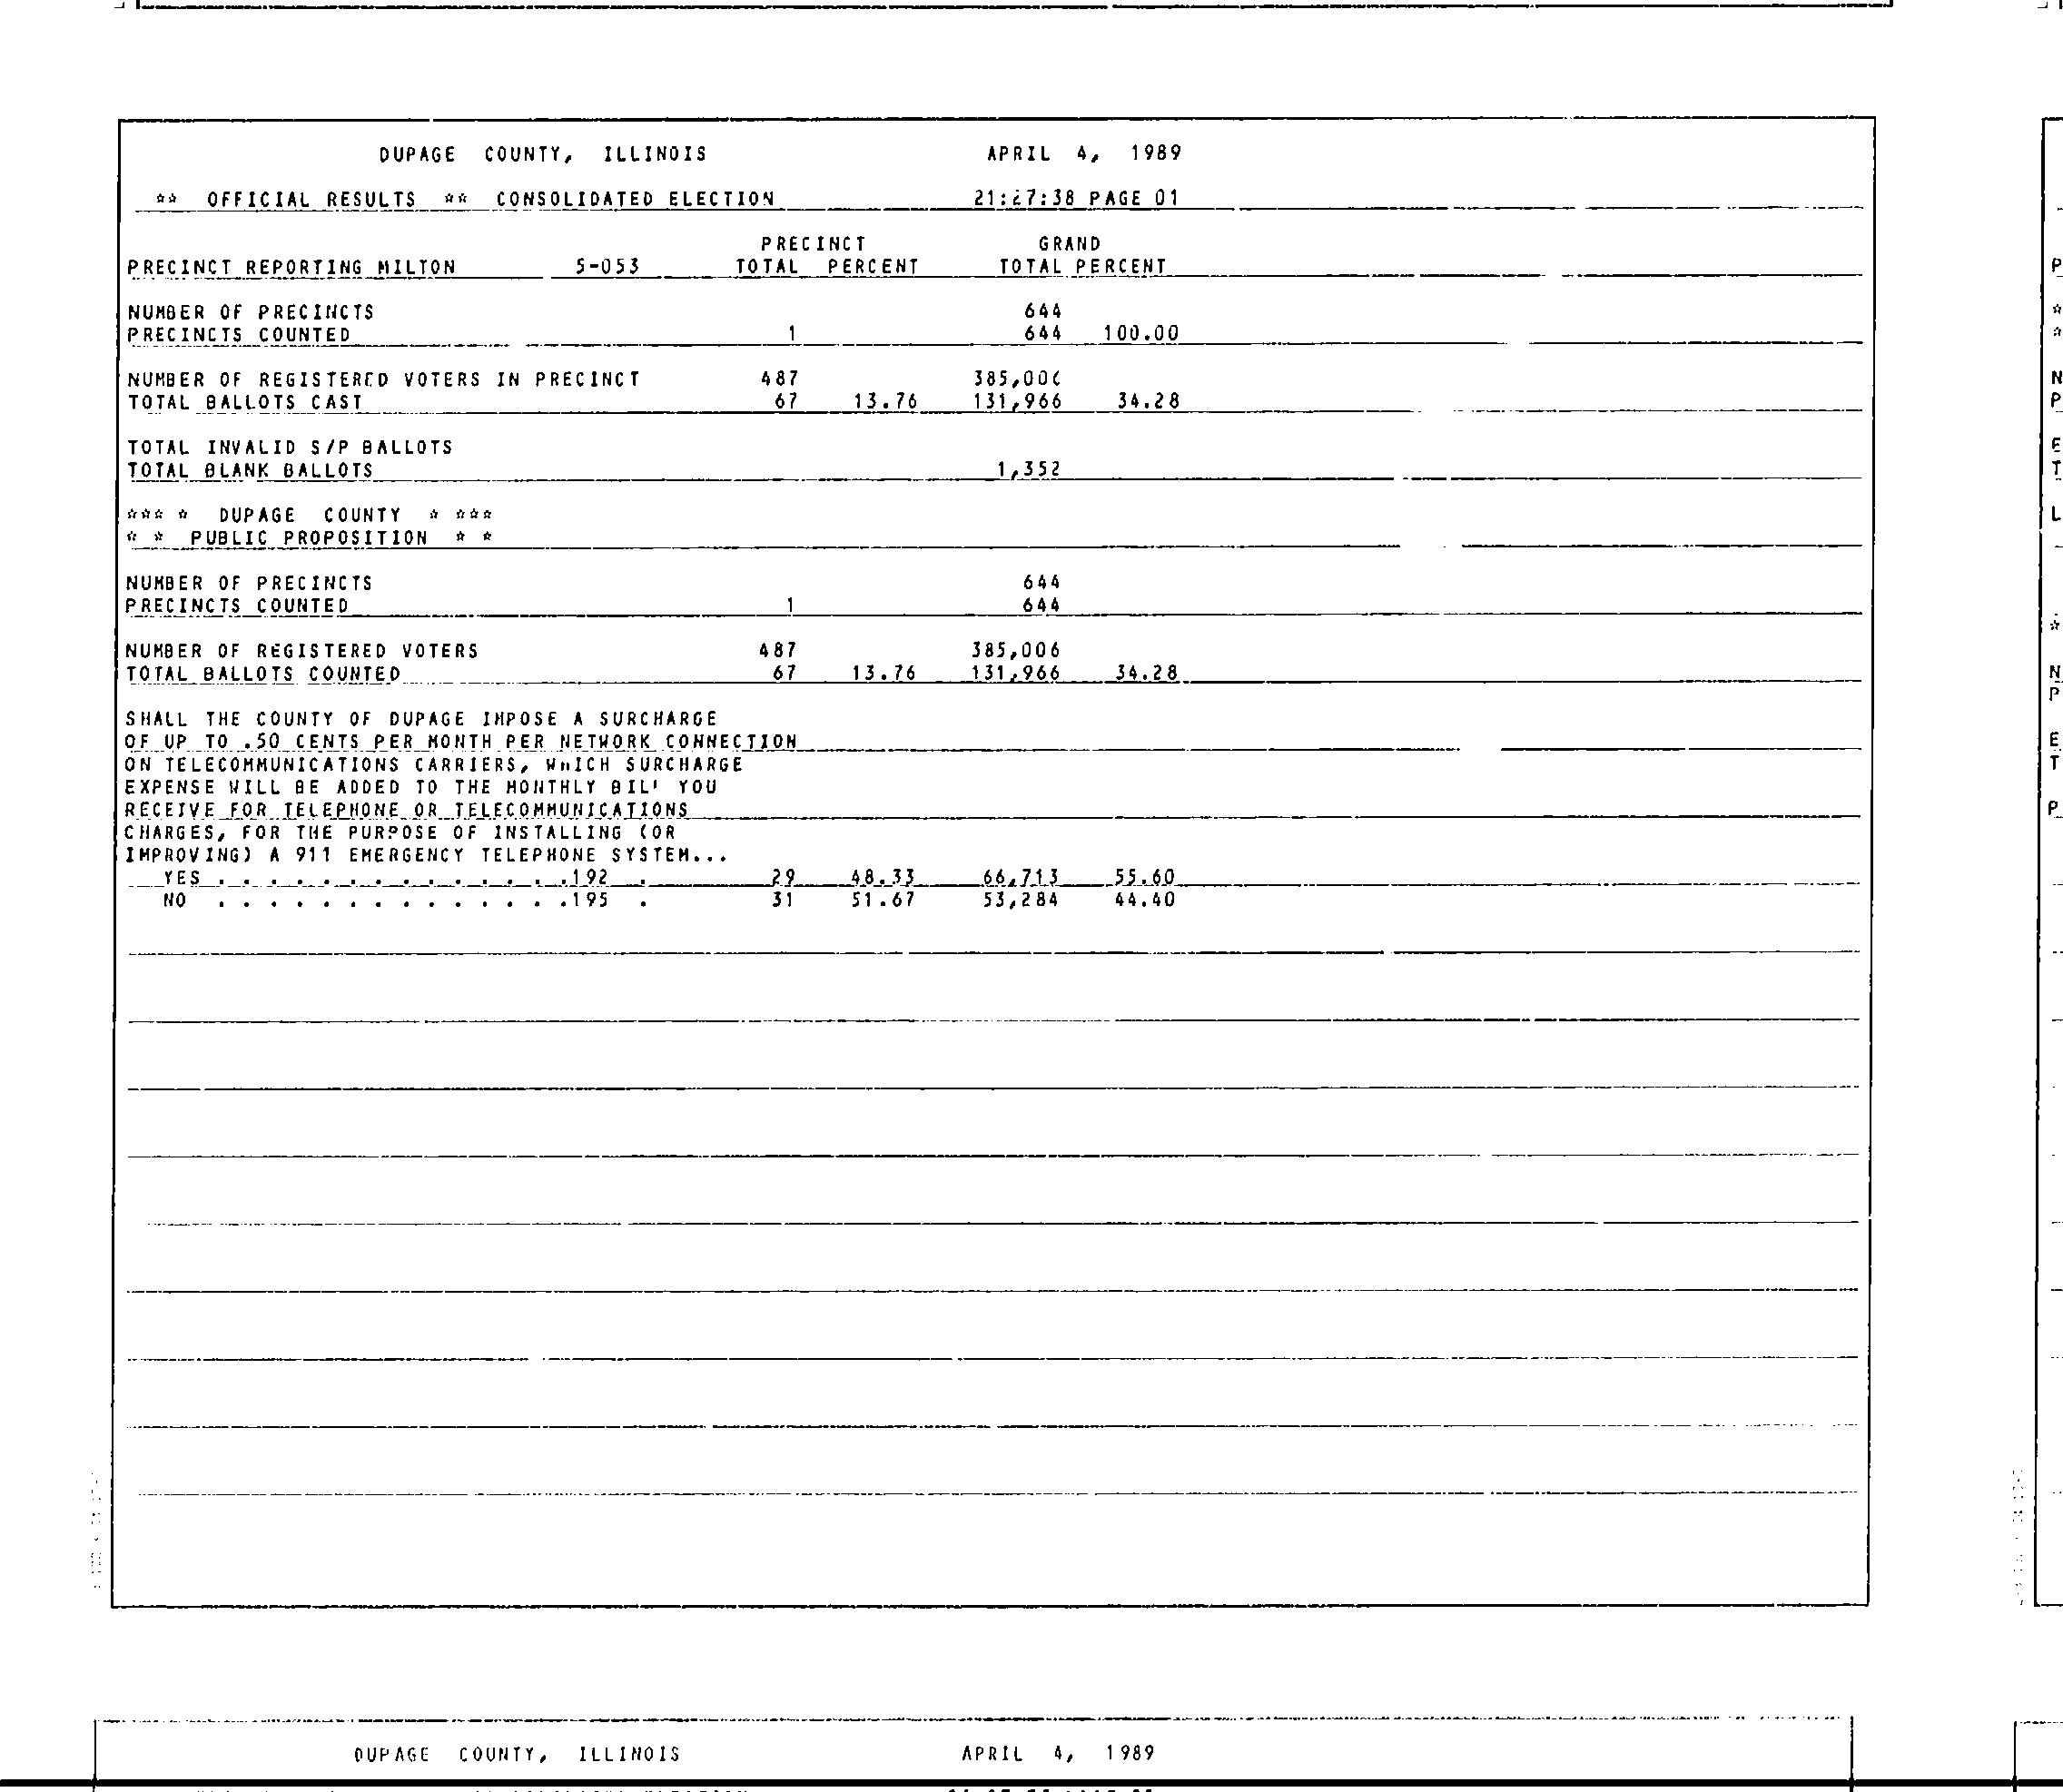 DUPAGE COUNTY, ILLINOIS APRIL 4, 1989
** OFFICIAL RESULTS ** CONSOLIDATED ELECTION 21:27:38 PAGE 01
PRECINCT GRAND
PRECINCT REPORTING MILTON 5-053 TOTAL PERCENT TOTAL PERCENT
NUMBER OF PRECINCTS 644
PRECINCTS COUNTED 1 644 100.00
NUMBER OF REGISTERED VOTERS IN PRECINCT 487 385,006
TOTAL BALLOTS CAST 67 13.76 131,966 34.28
TOTAL INVALID S/P BALLOTS
TOTAL BLANK BALLOTS 1,352
*** * DUPAGE COUNTY * ***
* * PUBLIC PROPOSITION * *
NUMBER OF PRECINCTS 644
PRECINCTS COUNTED 1 644
NUMBER OF REGISTERED VOTERS 487 385,006
TOTAL BALLOTS COUNTED 67 13.76 131,966 34.28
SHALL THE COUNTY OF DUPAGE IMPOSE A SURCHARGE
OF UP TO .50 CENTS PER MONTH PER NETWORK CONNECTION
ON TELECOMMUNICATIONS CARRIERS, WHICH SURCHARGE
EXPENSE WILL BE ADDED TO THE MONTHLY BILL YOU
RECEIVE FOR TELEPHONE OR TELECOMMUNICATIONS
CHARGES, FOR THE PURPOSE OF INSTALLING (OR
IMPROVING) A 911 EMERGENCY TELEPHONE SYSTEM...
YES . . . . . . . . . . . . . .192 . 29 48.33 66,713 55.60
NO . . . . . . . . . . . . . .195 . 31 51.67 53,284 44.40
DUPAGE COUNTY, ILLINOIS APRIL 4, 1989